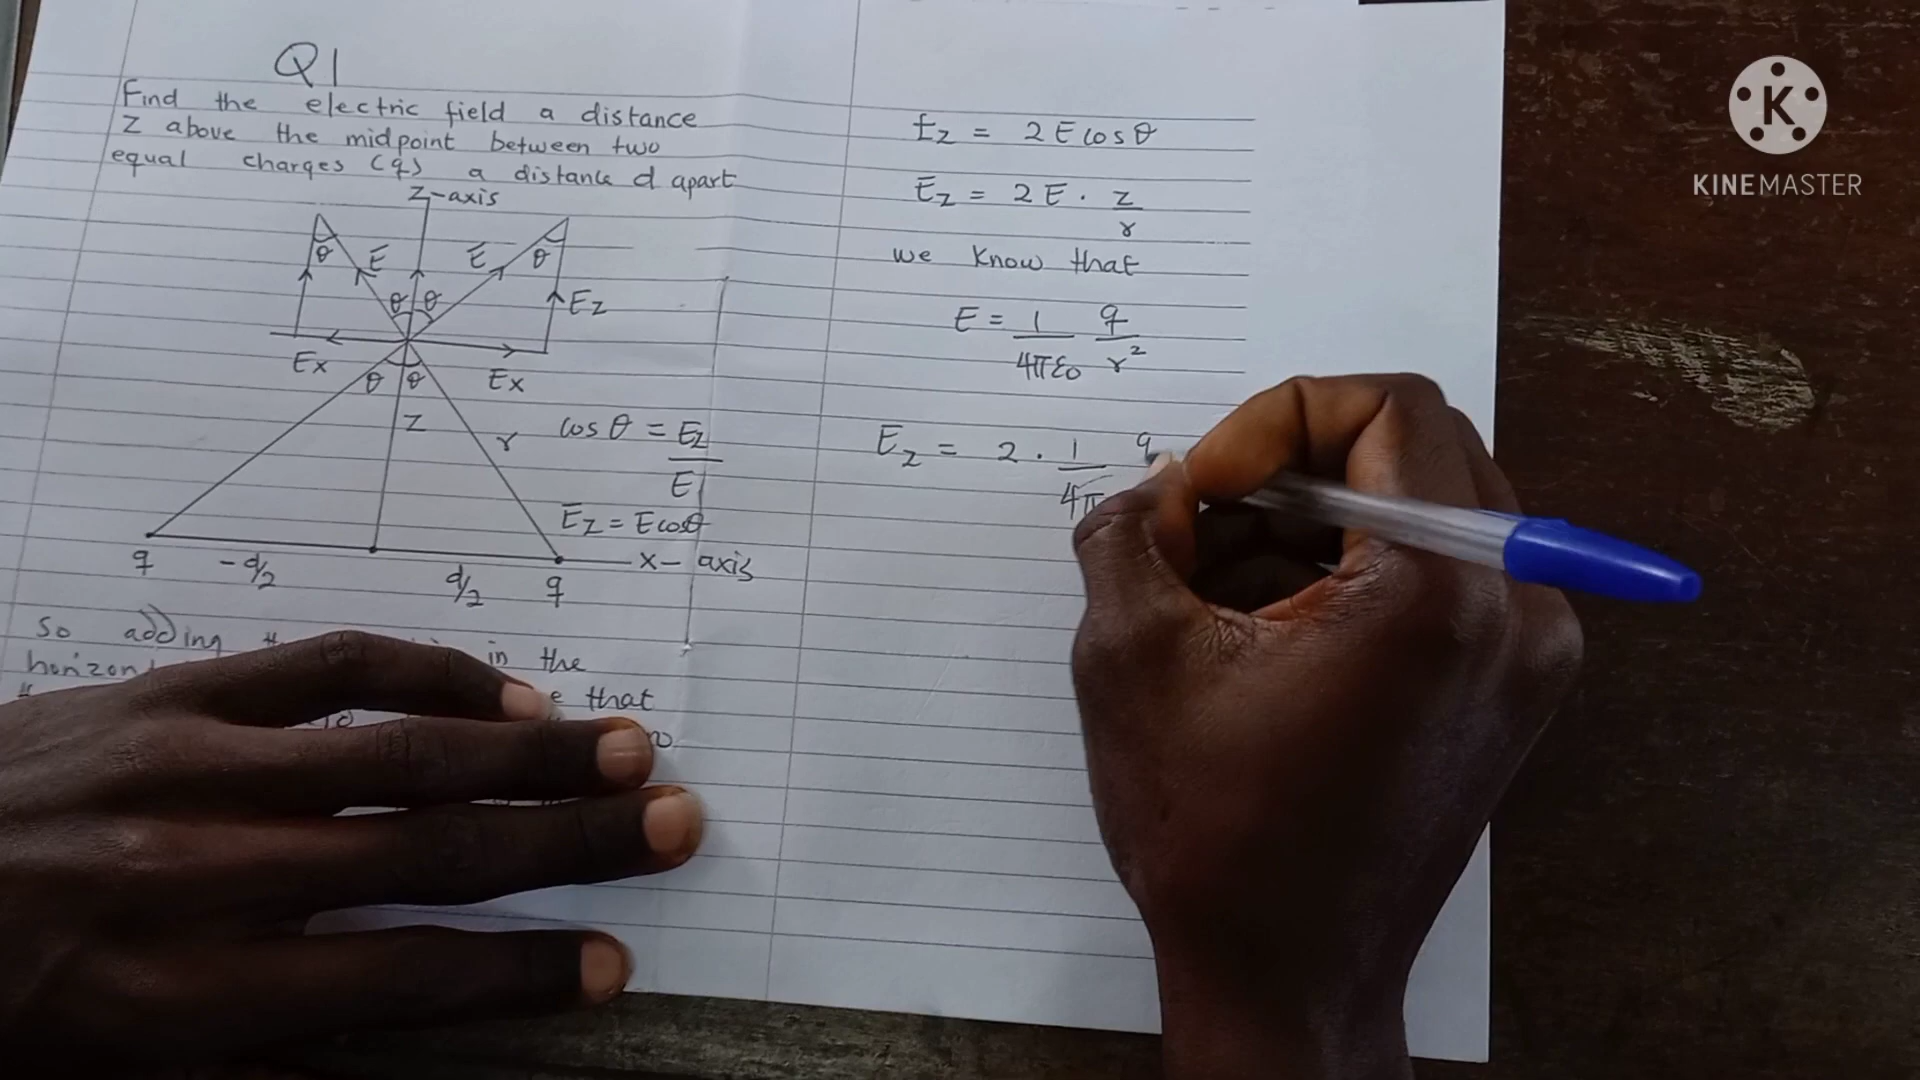 Q1
Find the electric field a distance
Z above the midpoint between two
equal charges (q) a distance d apart
Z-axis
θ E E θ
θ θ
Ez
Ex Ex
θ θ
Z r
cos θ = Ez
E
Ez = E cosθ
q -d/2 d/2 q x-axis
so adding in the
that
Ez = 2E cosθ
Ez = 2E · z
r
we know that
E = 1 q
4πε0 r²
Ez = 2 · 1 q
4π
K
KINEMASTER